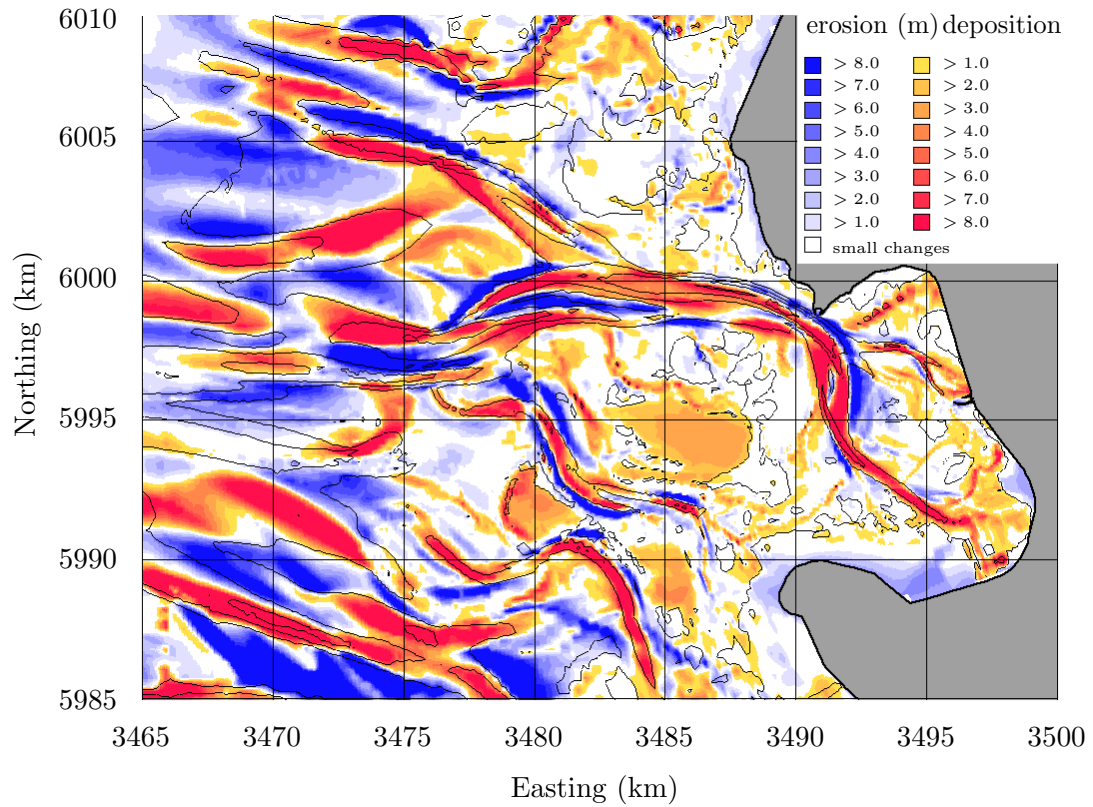 erosion (m) deposition
> 8.0 > 1.0
> 7.0 > 2.0
> 6.0 > 3.0
> 5.0 > 4.0
> 4.0 > 5.0
> 3.0 > 6.0
> 2.0 > 7.0
> 1.0 > 8.0
small changes
6010
6005
6000
5995
5990
5985
Northing (km)
3465 3470 3475 3480 3485 3490 3495 3500
Easting (km)